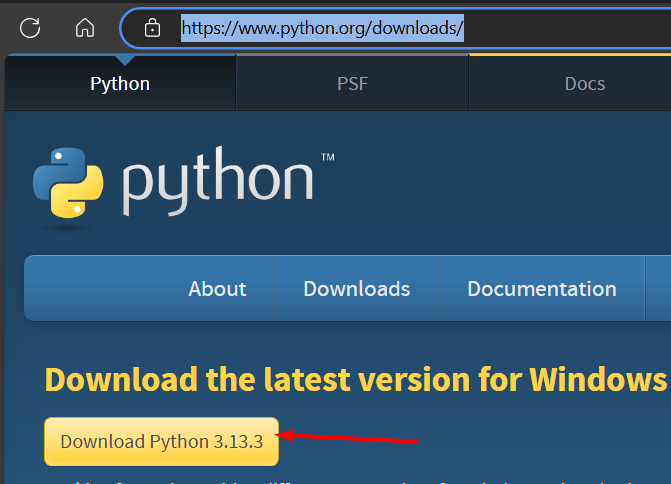 https://www.python.org/downloads/
Python PSF Docs
python™
About Downloads Documentation
Download the latest version for Windows
Download Python 3.13.3